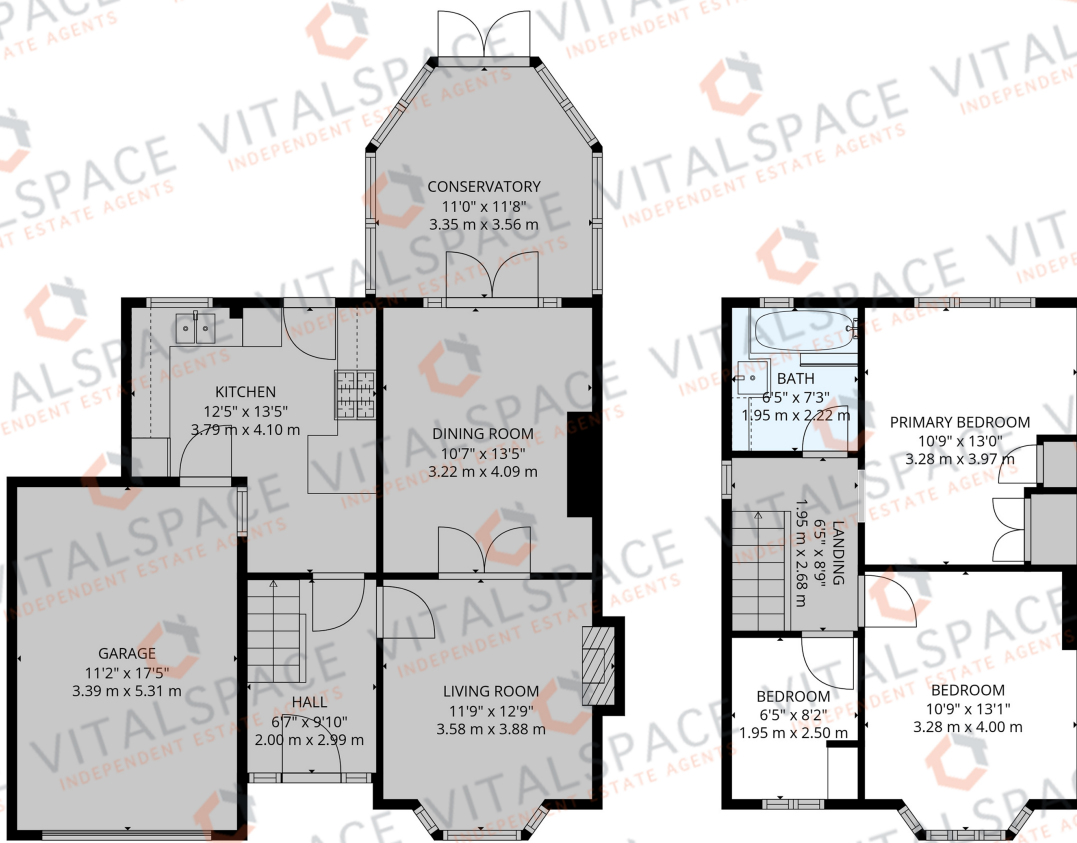 CONSERVATORY
11'0" x 11'8"
3.35 m x 3.56 m
KITCHEN
12'5" x 13'5"
3.79 m x 4.10 m
DINING ROOM
10'7" x 13'5"
3.22 m x 4.09 m
GARAGE
11'2" x 17'5"
3.39 m x 5.31 m
HALL
6'7" x 9'10"
2.00 m x 2.99 m
LIVING ROOM
11'9" x 12'9"
3.58 m x 3.88 m
BATH
6'5" x 7'3"
1.95 m x 2.22 m
PRIMARY BEDROOM
10'9" x 13'0"
3.28 m x 3.97 m
LANDING
6'5" x 8'9"
1.95 m x 2.68 m
BEDROOM
6'5" x 8'2"
1.95 m x 2.50 m
BEDROOM
10'9" x 13'1"
3.28 m x 4.00 m
VITALSPACE
INDEPENDENT ESTATE AGENTS